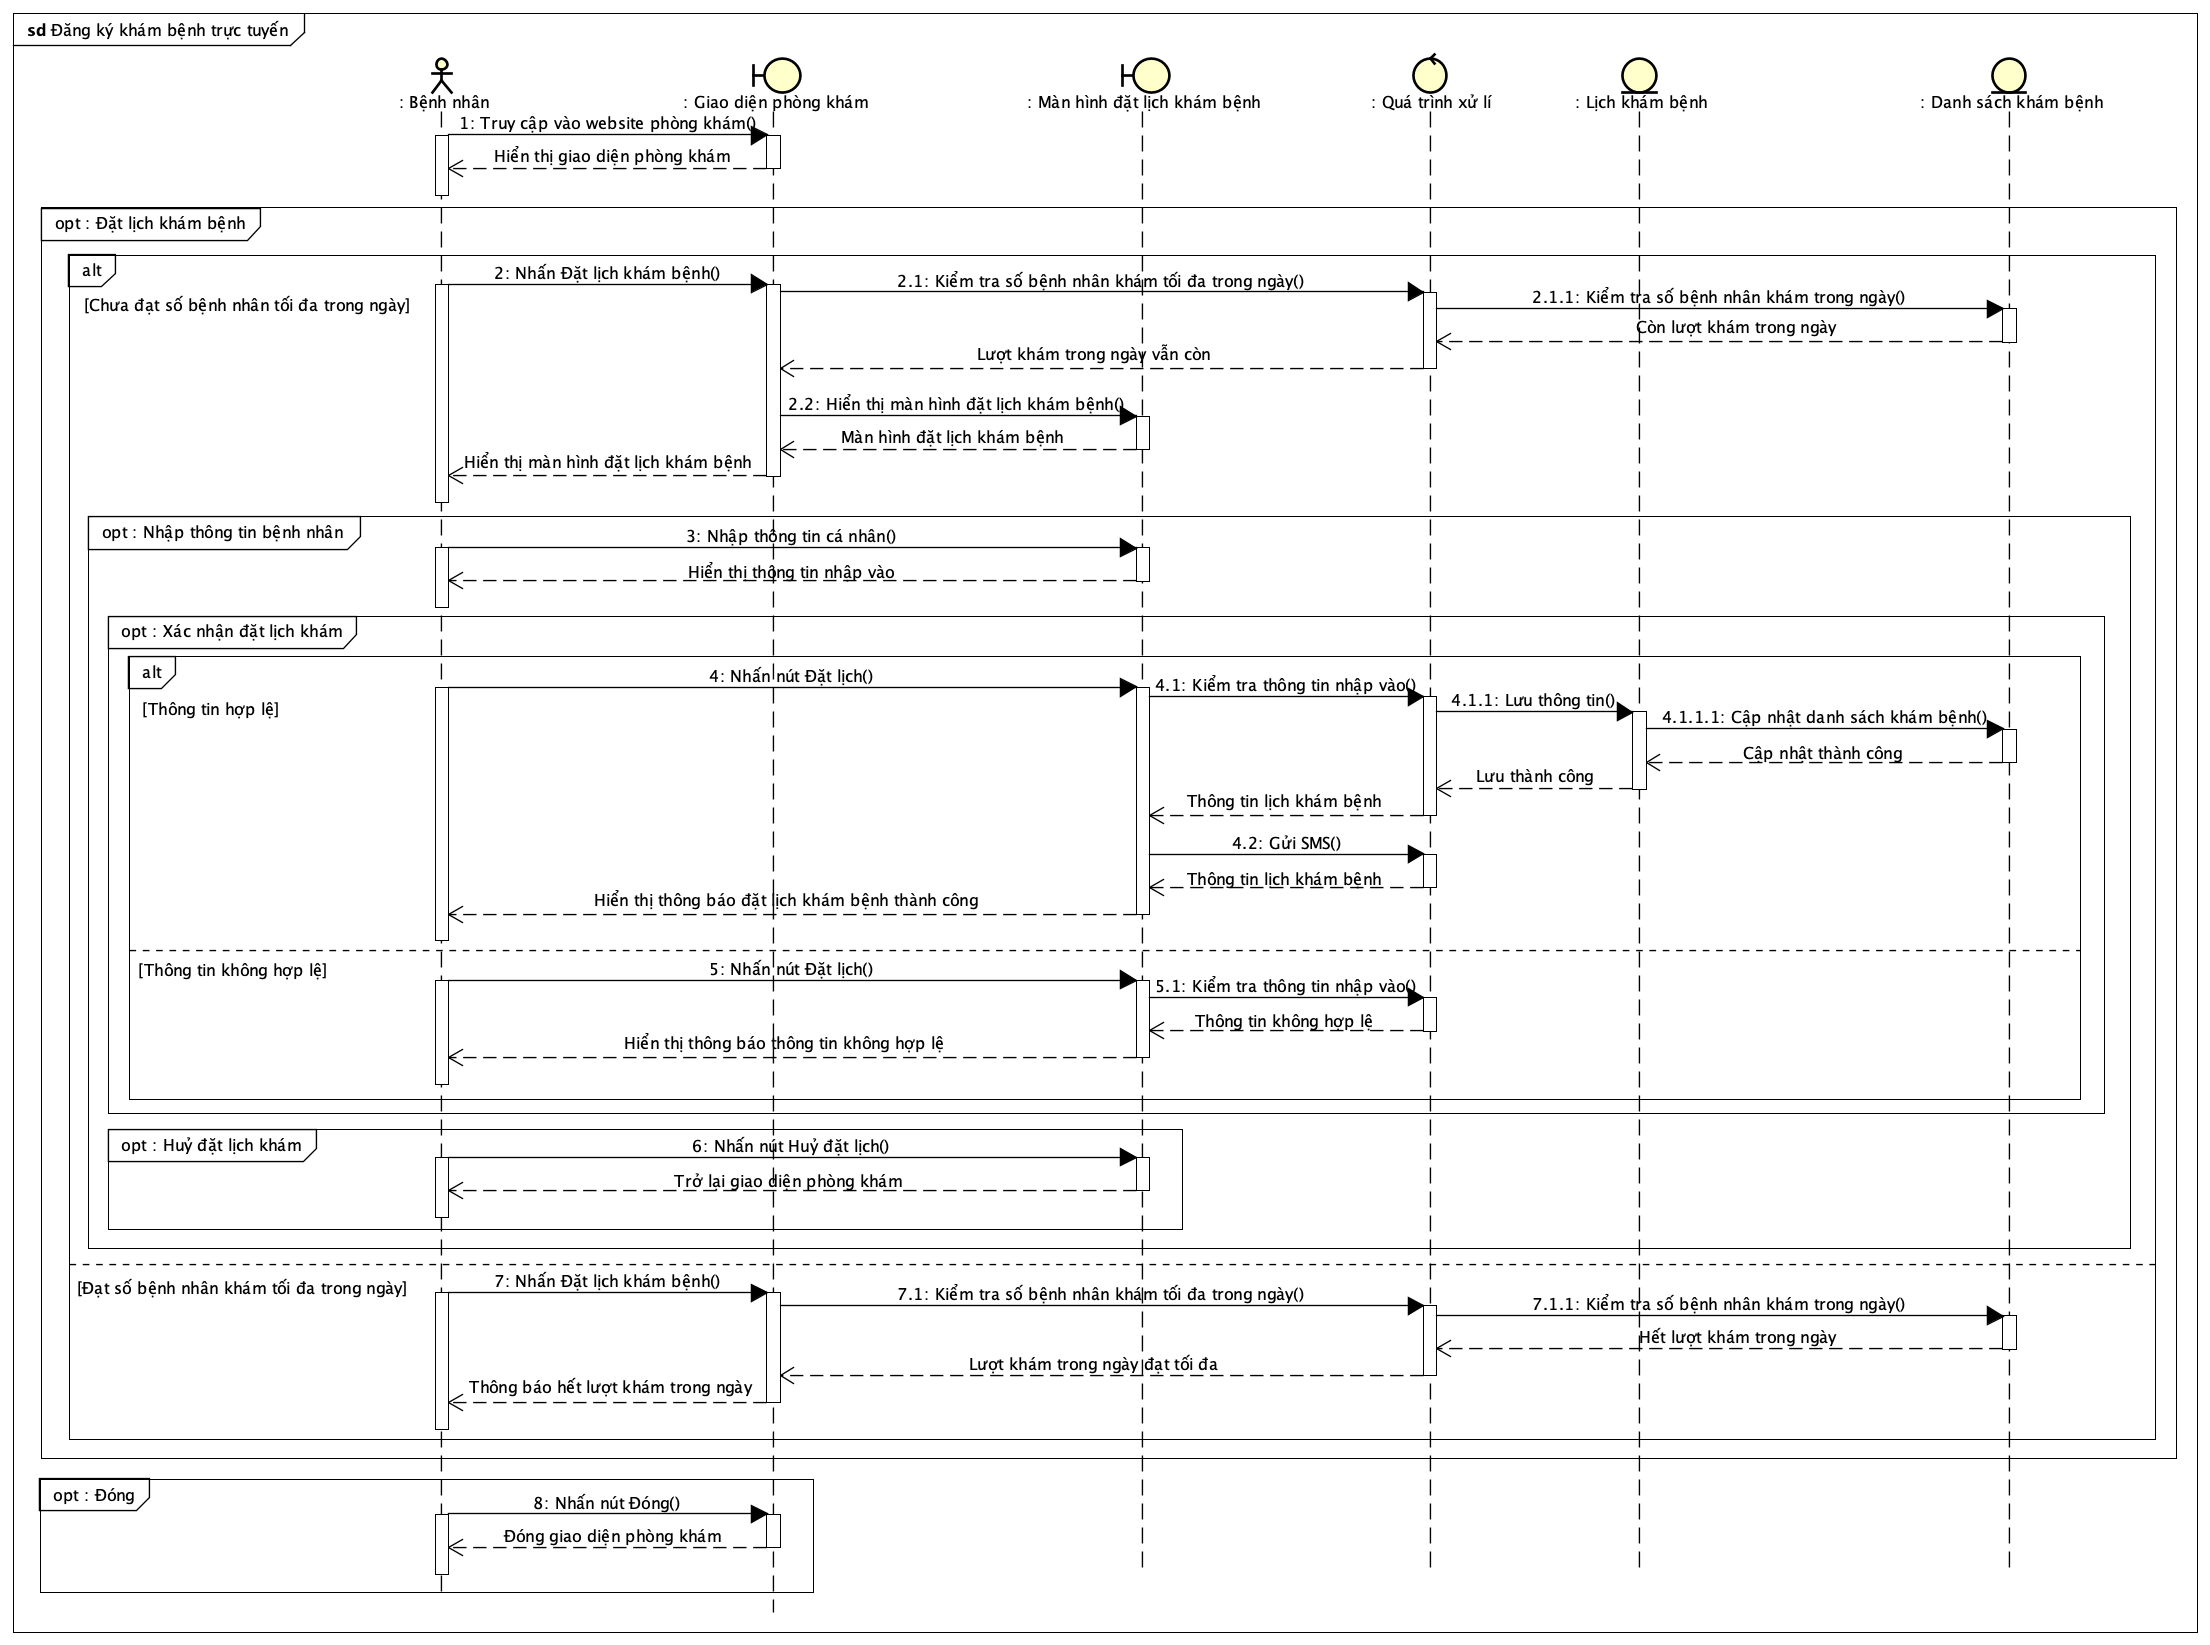 sd Đăng ký khám bệnh trực tuyến
: Bệnh nhân
: Giao diện phòng khám
: Màn hình đặt lịch khám bệnh
: Quá trình xử lí
: Lịch khám bệnh
: Danh sách khám bệnh
1: Truy cập vào website phòng khám()
Hiển thị giao diện phòng khám
opt : Đặt lịch khám bệnh
alt
2: Nhấn Đặt lịch khám bệnh()
2.1: Kiểm tra số bệnh nhân khám tối đa trong ngày()
2.1.1: Kiểm tra số bệnh nhân khám trong ngày()
[Chưa đạt số bệnh nhân tối đa trong ngày]
Còn lượt khám trong ngày
Lượt khám trong ngày vẫn còn
2.2: Hiển thị màn hình đặt lịch khám bệnh()
Màn hình đặt lịch khám bệnh
Hiển thị màn hình đặt lịch khám bệnh
opt : Nhập thông tin bệnh nhân
3: Nhập thông tin cá nhân()
Hiển thị thông tin nhập vào
opt : Xác nhận đặt lịch khám
alt
4: Nhấn nút Đặt lịch()
4.1: Kiểm tra thông tin nhập vào()
4.1.1: Lưu thông tin()
[Thông tin hợp lệ]
4.1.1.1: Cập nhật danh sách khám bệnh()
Cập nhật thành công
Lưu thành công
Thông tin lịch khám bệnh
4.2: Gửi SMS()
Thông tin lịch khám bệnh
Hiển thị thông báo đặt lịch khám bệnh thành công
[Thông tin không hợp lệ]
5: Nhấn nút Đặt lịch()
5.1: Kiểm tra thông tin nhập vào()
Thông tin không hợp lệ
Hiển thị thông báo thông tin không hợp lệ
opt : Huỷ đặt lịch khám
6: Nhấn nút Huỷ đặt lịch()
Trở lại giao diện phòng khám
[Đạt số bệnh nhân khám tối đa trong ngày]
7: Nhấn Đặt lịch khám bệnh()
7.1: Kiểm tra số bệnh nhân khám tối đa trong ngày()
7.1.1: Kiểm tra số bệnh nhân khám trong ngày()
Hết lượt khám trong ngày
Lượt khám trong ngày đạt tối đa
Thông báo hết lượt khám trong ngày
opt : Đóng
8: Nhấn nút Đóng()
Đóng giao diện phòng khám